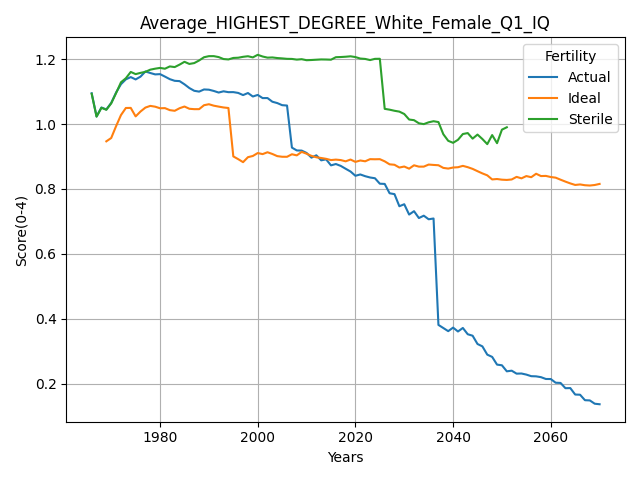 Average_HIGHEST_DEGREE_White_Female_Q1_IQ
Fertility
Actual
Ideal
Sterile
Score(0-4)
1.2
1.0
0.8
0.6
0.4
0.2
1980 2000 2020 2040 2060
Years